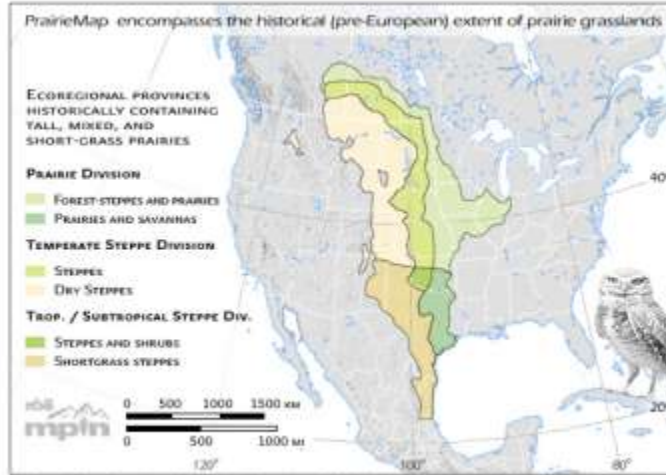 PrairieMap encompasses the historical (pre-European) extent of prairie grasslands
ECOREGIONAL PROVINCES
HISTORICALLY CONTAINING
TALL, MIXED, AND
SHORT-GRASS PRAIRIES
PRAIRIE DIVISION
FOREST-STEPPES AND PRAIRIES
PRAIRIES AND SAVANNAS
TEMPERATE STEPPE DIVISION
STEPPES
DRY STEPPES
TROP. / SUBTROPICAL STEPPE DIV.
STEPPES AND SHRUBS
SHORTGRASS STEPPES
0 500 1000 1500 KM
0 500 1000 MI
120° 100° 80°
40°
20°